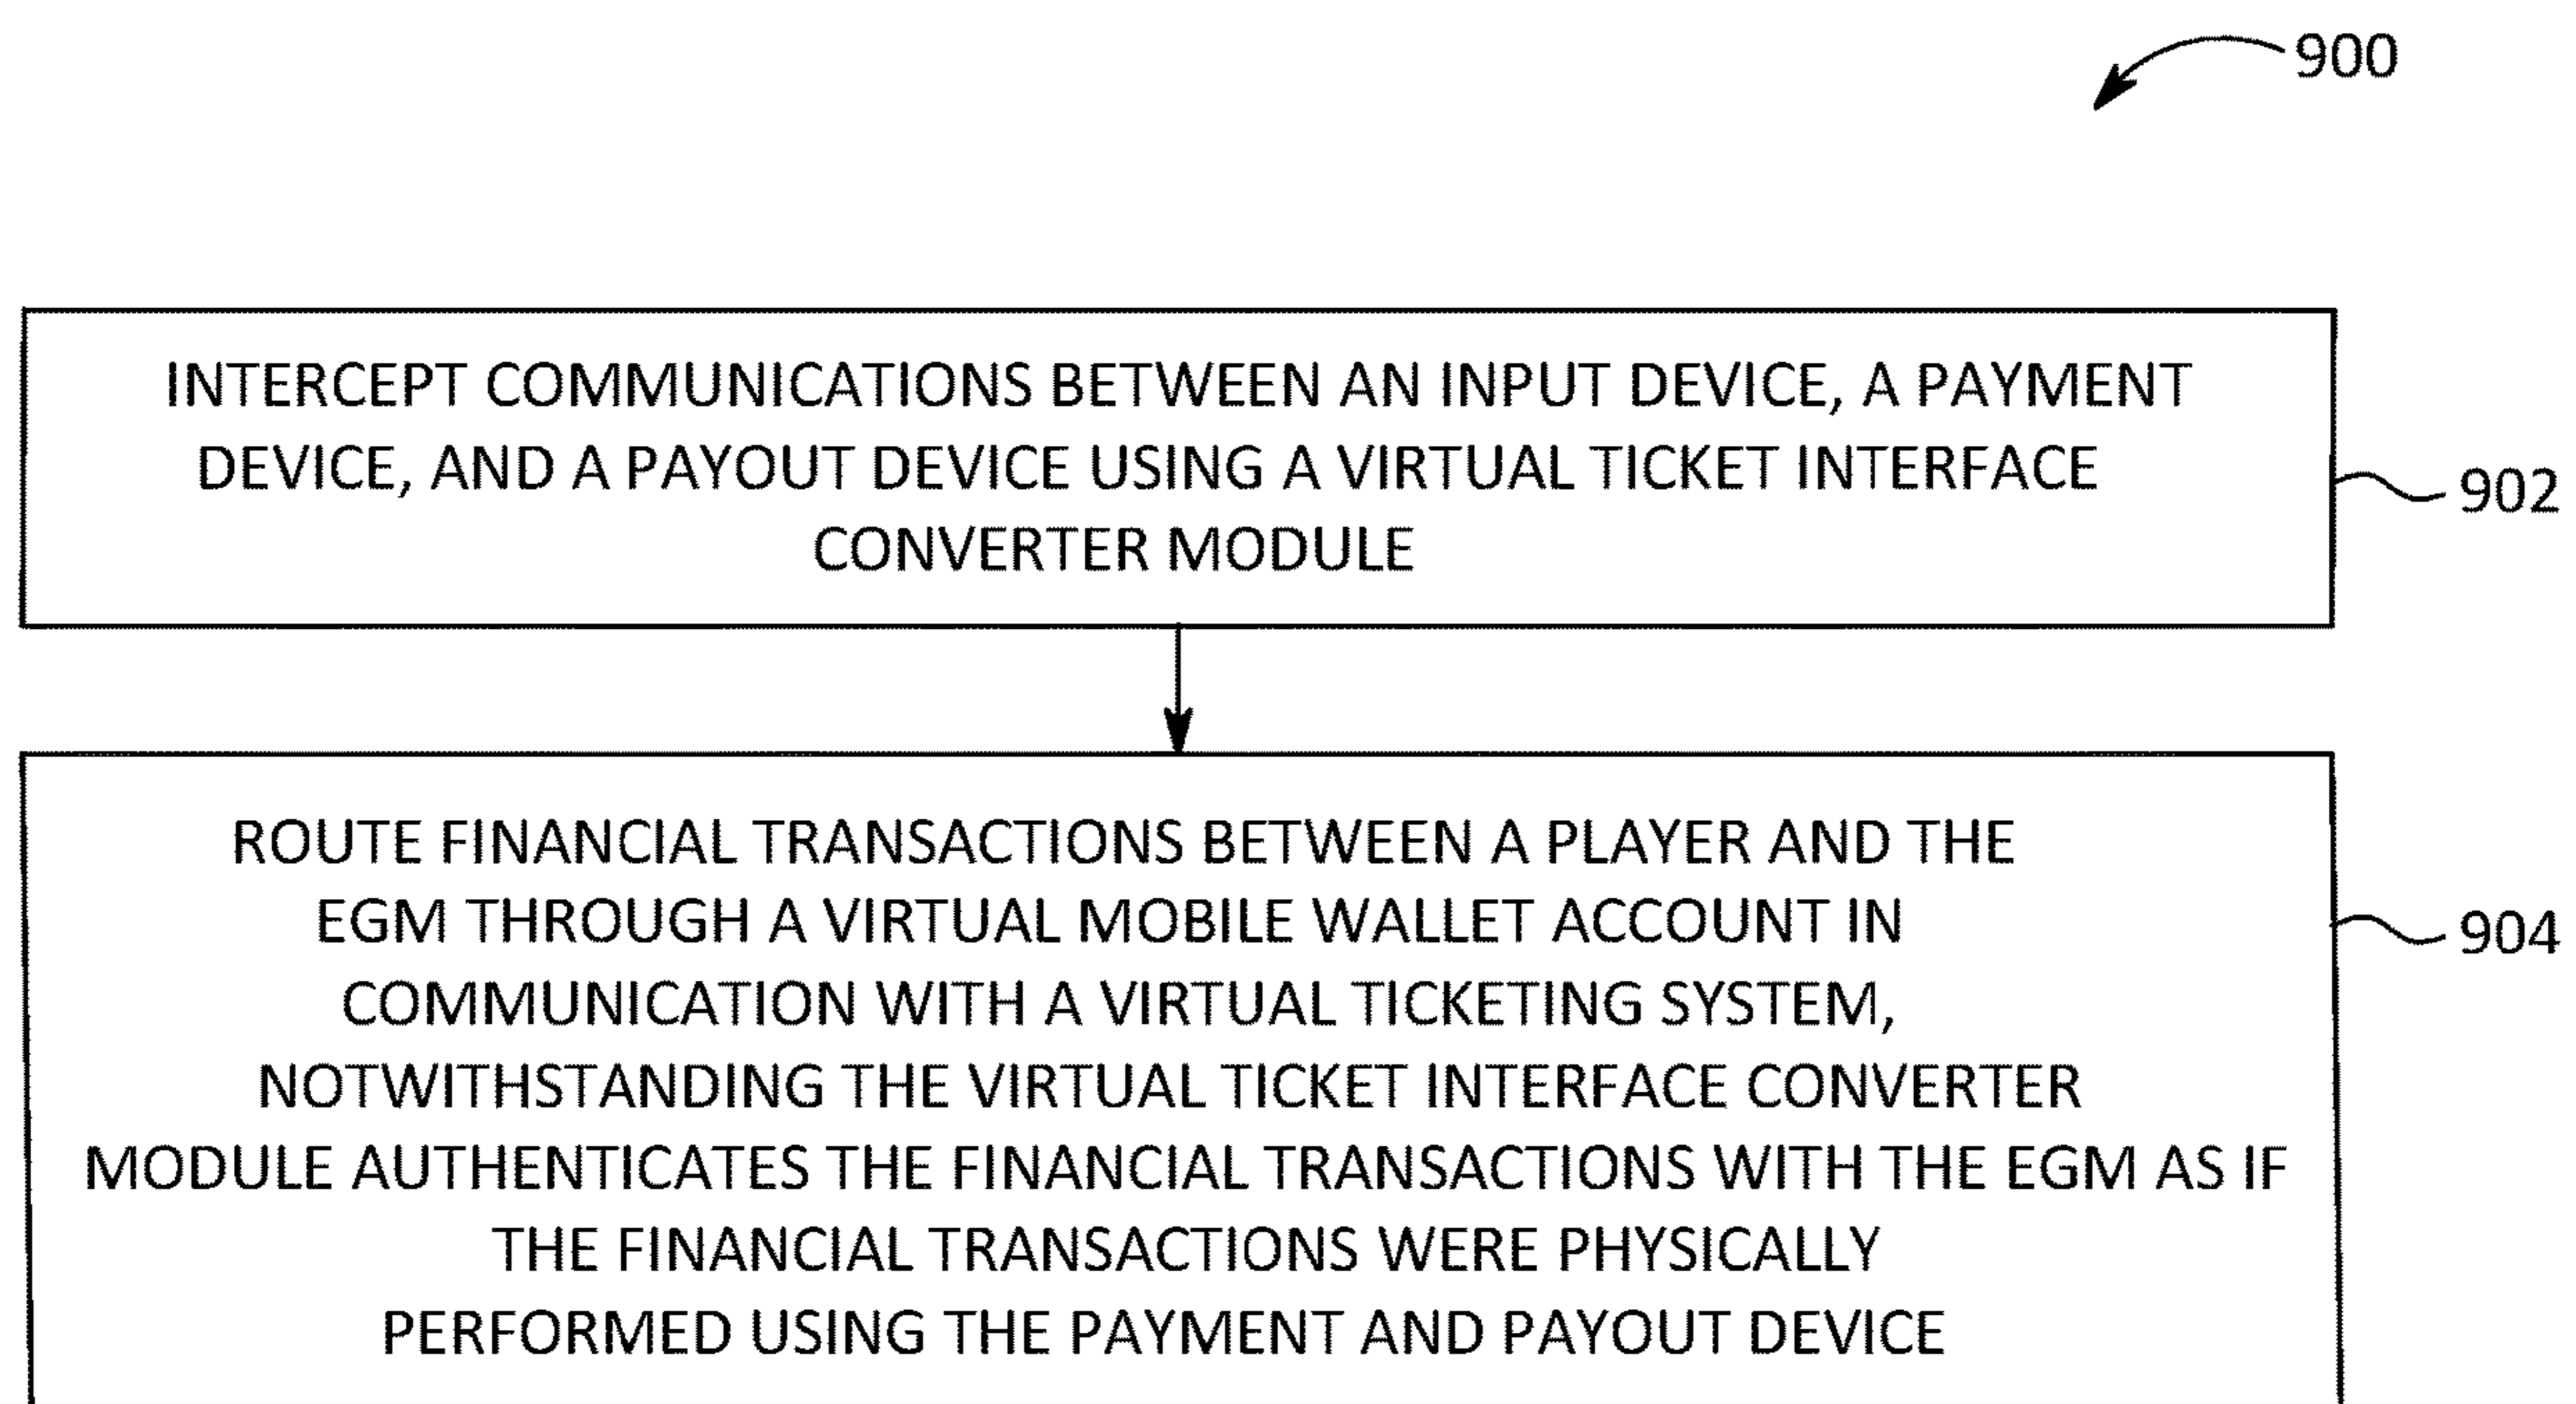 900
INTERCEPT COMMUNICATIONS BETWEEN AN INPUT DEVICE, A PAYMENT
DEVICE, AND A PAYOUT DEVICE USING A VIRTUAL TICKET INTERFACE
CONVERTER MODULE
902
ROUTE FINANCIAL TRANSACTIONS BETWEEN A PLAYER AND THE
EGM THROUGH A VIRTUAL MOBILE WALLET ACCOUNT IN
COMMUNICATION WITH A VIRTUAL TICKETING SYSTEM,
NOTWITHSTANDING THE VIRTUAL TICKET INTERFACE CONVERTER
MODULE AUTHENTICATES THE FINANCIAL TRANSACTIONS WITH THE EGM AS IF
THE FINANCIAL TRANSACTIONS WERE PHYSICALLY
PERFORMED USING THE PAYMENT AND PAYOUT DEVICE
904